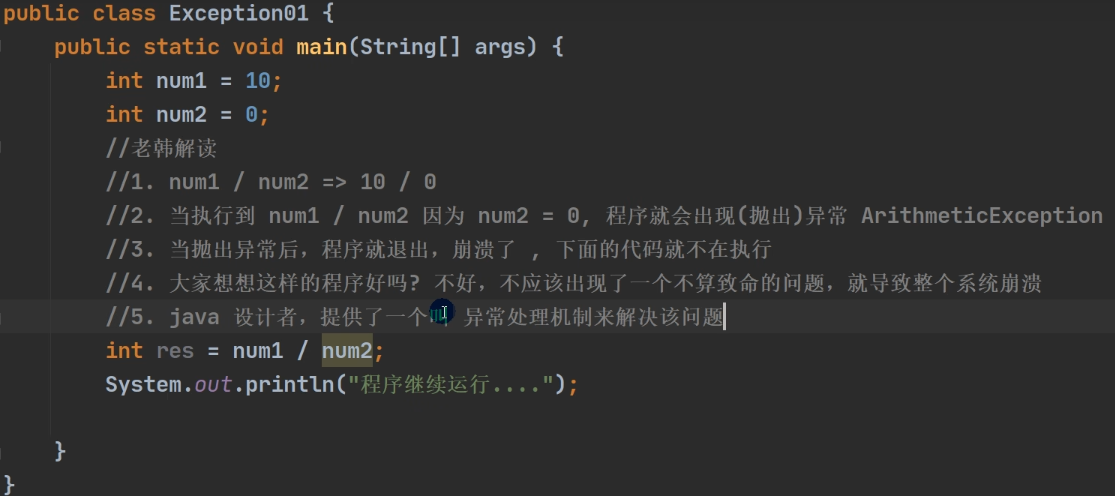 public class Exception01 {
public static void main(String[] args) {
int num1 = 10;
int num2 = 0;
//老韩解读
//1. num1 / num2 => 10 / 0
//2. 当执行到 num1 / num2 因为 num2 = 0, 程序就会出现(抛出)异常 ArithmeticException
//3. 当抛出异常后，程序就退出，崩溃了 , 下面的代码就不在执行
//4. 大家想想这样的程序好吗? 不好，不应该出现了一个不算致命的问题，就导致整个系统崩溃
//5. java 设计者，提供了一个 异常处理机制来解决该问题
int res = num1 / num2;
System.out.println("程序继续运行....");
}
}